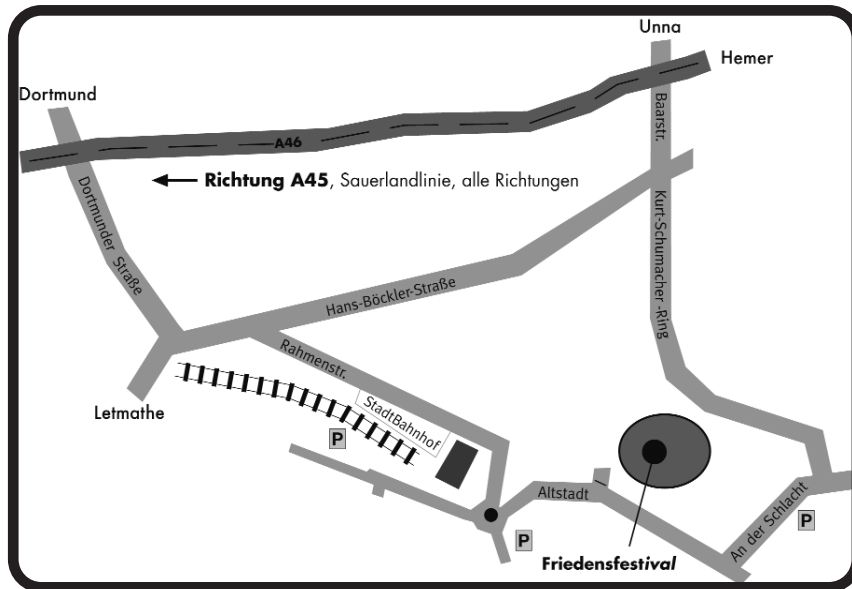 Unna
Hemer
Dortmund
Baarstr.
A46
Richtung A45, Sauerlandlinie, alle Richtungen
Dortmunder Straße
Kurt-Schumacher -Ring
Hans-Böckler-Straße
Rahmenstr.
Letmathe
StadtBahnhof
P
Altstadt
An der Schlacht
P
P
Friedensfestival